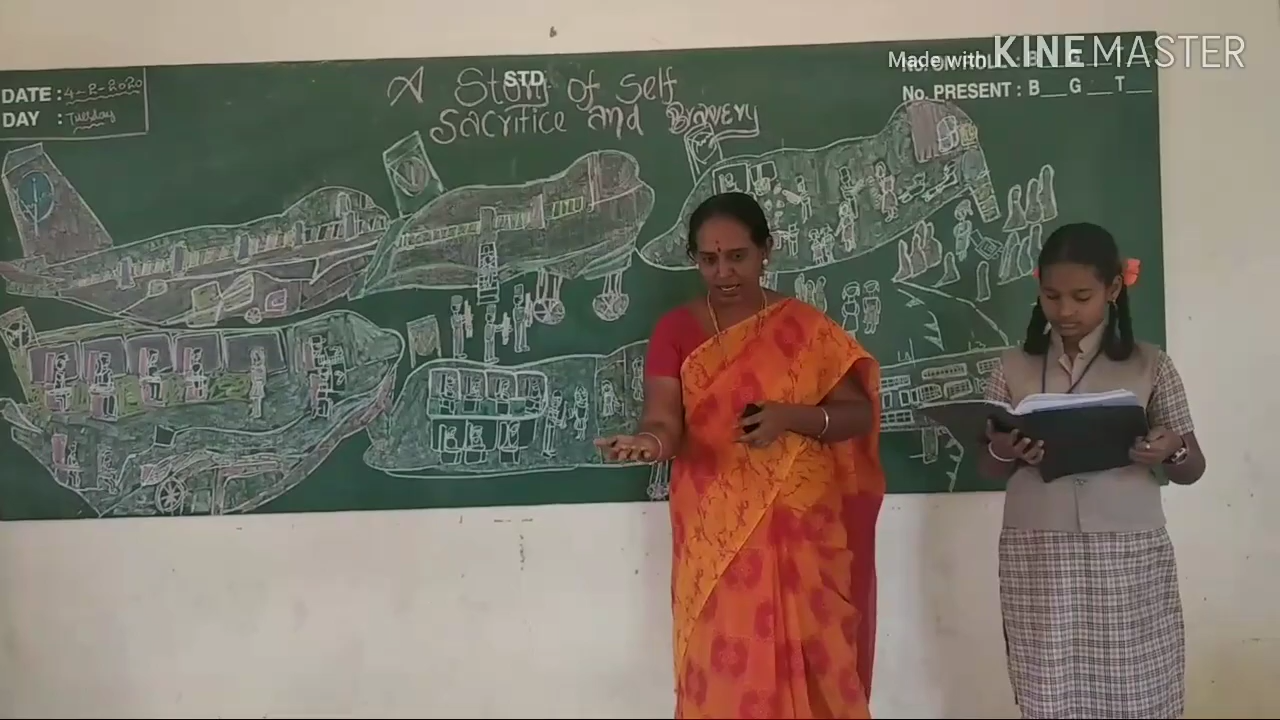 Made with KINEMASTER
DATE : 4-2-2020
DAY : Tuesday
STD
A Story of Self
Sacrifice and Bravery
No. PRESENT : B__ G__ T__